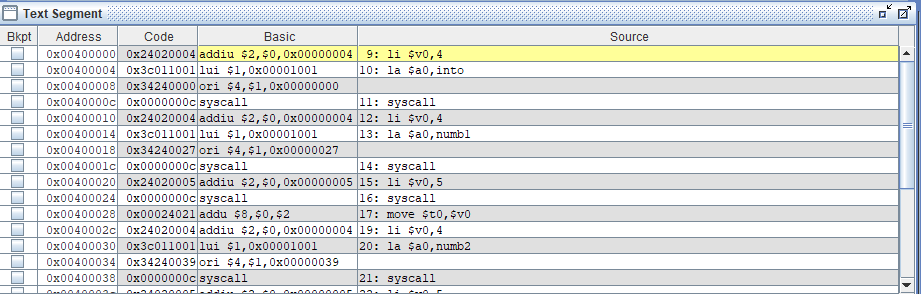 Text Segment
Bkpt Address Code Basic Source
0x00400000 0x24020004 addiu $2,$0,0x00000004 9: li $v0,4
0x00400004 0x3c011001 lui $1,0x00001001 10: la $a0,into
0x00400008 0x34240000 ori $4,$1,0x00000000
0x0040000c 0x0000000c syscall 11: syscall
0x00400010 0x24020004 addiu $2,$0,0x00000004 12: li $v0,4
0x00400014 0x3c011001 lui $1,0x00001001 13: la $a0,numb1
0x00400018 0x34240027 ori $4,$1,0x00000027
0x0040001c 0x0000000c syscall 14: syscall
0x00400020 0x24020005 addiu $2,$0,0x00000005 15: li $v0,5
0x00400024 0x0000000c syscall 16: syscall
0x00400028 0x00024021 addu $8,$0,$2 17: move $t0,$v0
0x0040002c 0x24020004 addiu $2,$0,0x00000004 19: li $v0,4
0x00400030 0x3c011001 lui $1,0x00001001 20: la $a0,numb2
0x00400034 0x34240039 ori $4,$1,0x00000039
0x00400038 0x0000000c syscall 21: syscall